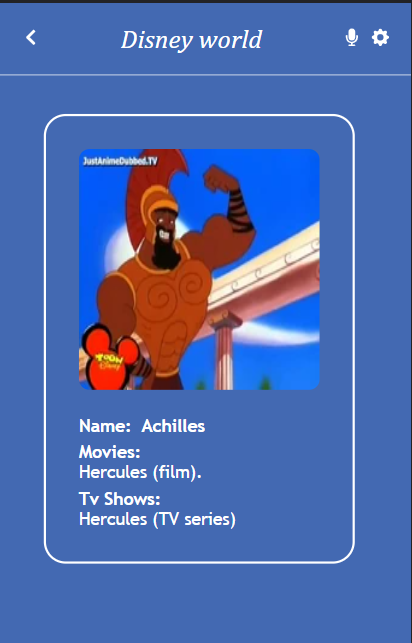 Disney world
JustAnimeDubbed.TV
TOON
Disney
Name: Achilles
Movies:
Hercules (film).
Tv Shows:
Hercules (TV series)